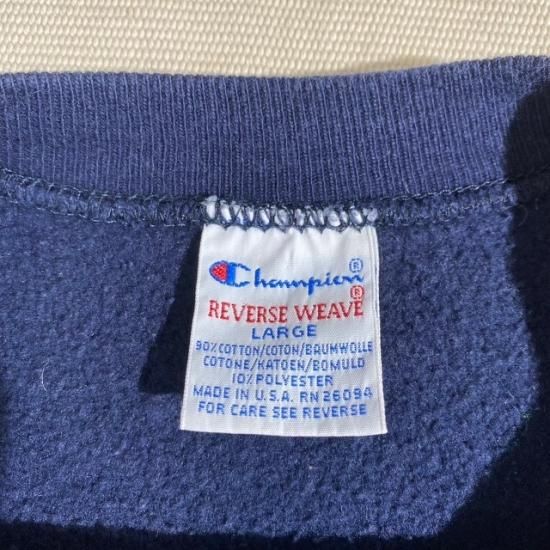 Champion®
REVERSE WEAVE®
LARGE
90% COTTON/COTON/BAUMWOLLE
COTONE/KATOEN/BOMULD
10% POLYESTER
MADE IN U.S.A. RN 26094
FOR CARE SEE REVERSE